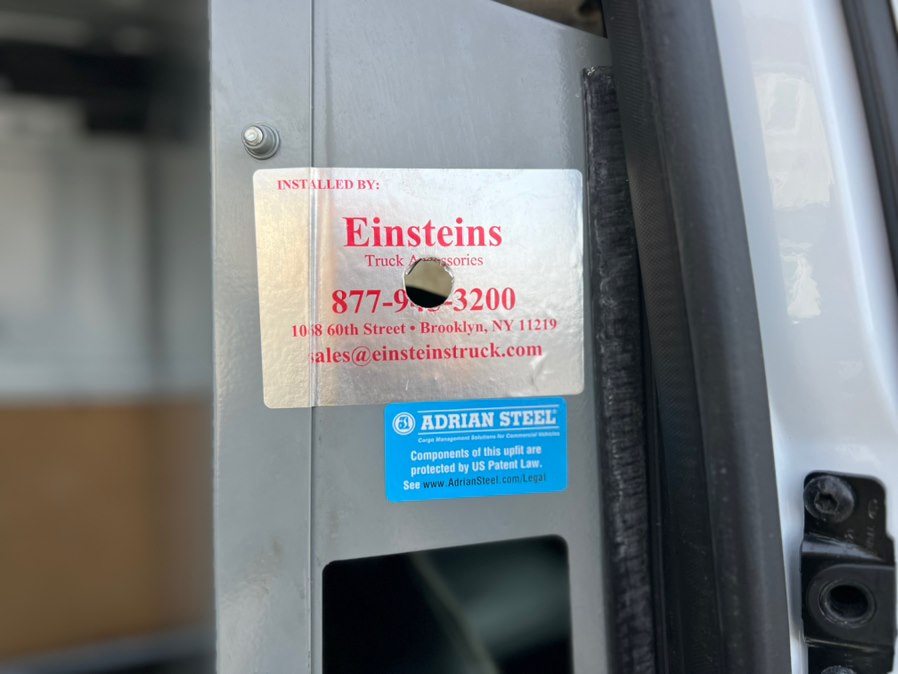 INSTALLED BY:
Einsteins
Truck
3200
60th Street • Brooklyn, NY 11219
sales@einsteinstruck.com
ADRIAN STEEL®
Cargo Management Solutions for Commercial Vehicles
Components of this upfit are
protected by US Patent Law.
See www.AdrianSteel.com/Legal